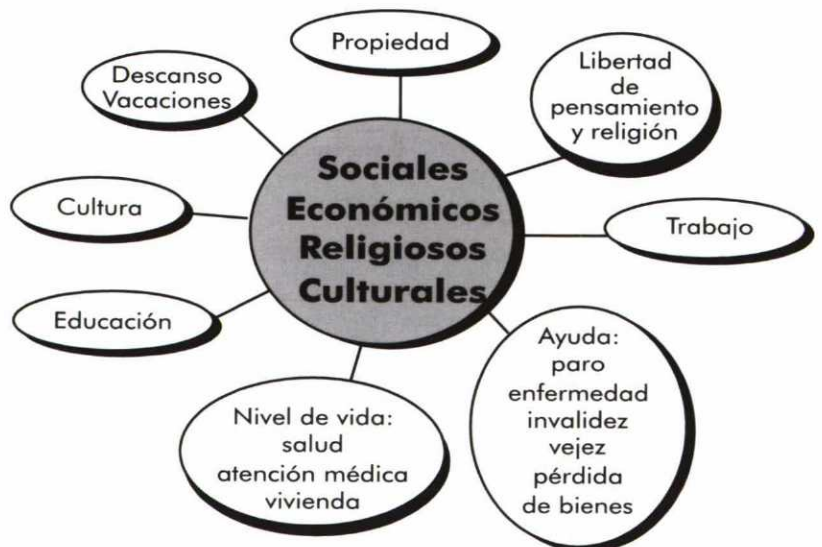 Propiedad
Descanso
Vacaciones
Libertad
de
pensamiento
y religión
Sociales
Económicos
Religiosos
Culturales
Cultura
Trabajo
Educación
Nivel de vida:
salud
atención médica
vivienda
Ayuda:
paro
enfermedad
invalidez
vejez
pérdida
de bienes